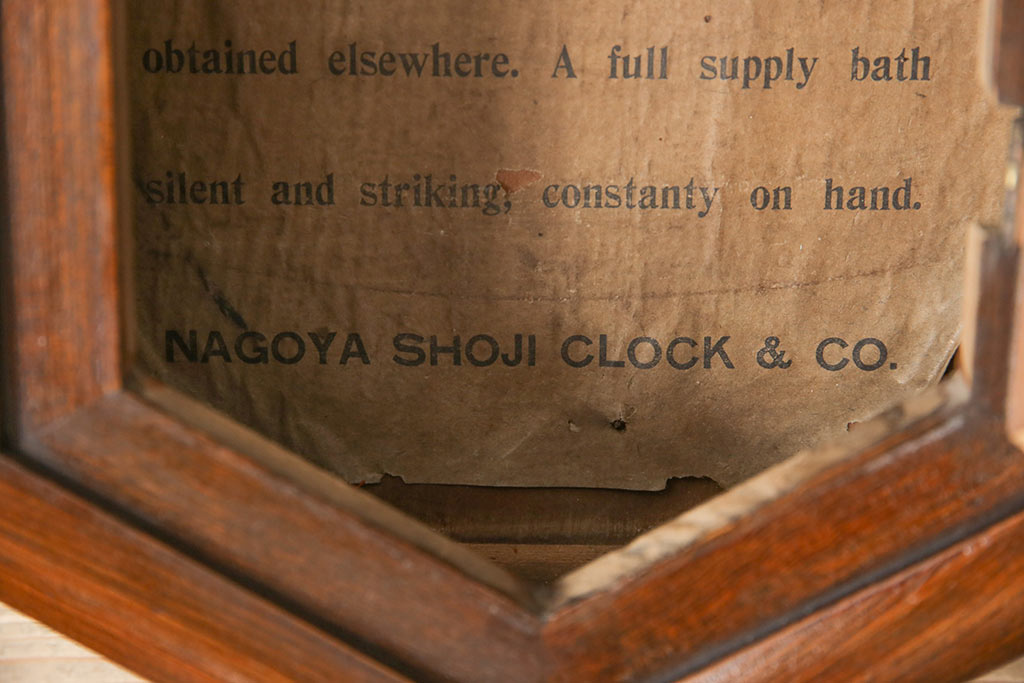 obtained elsewhere. A full supply bath
silent and striking, constanty on hand.
NAGOYA SHOJI CLOCK & CO.